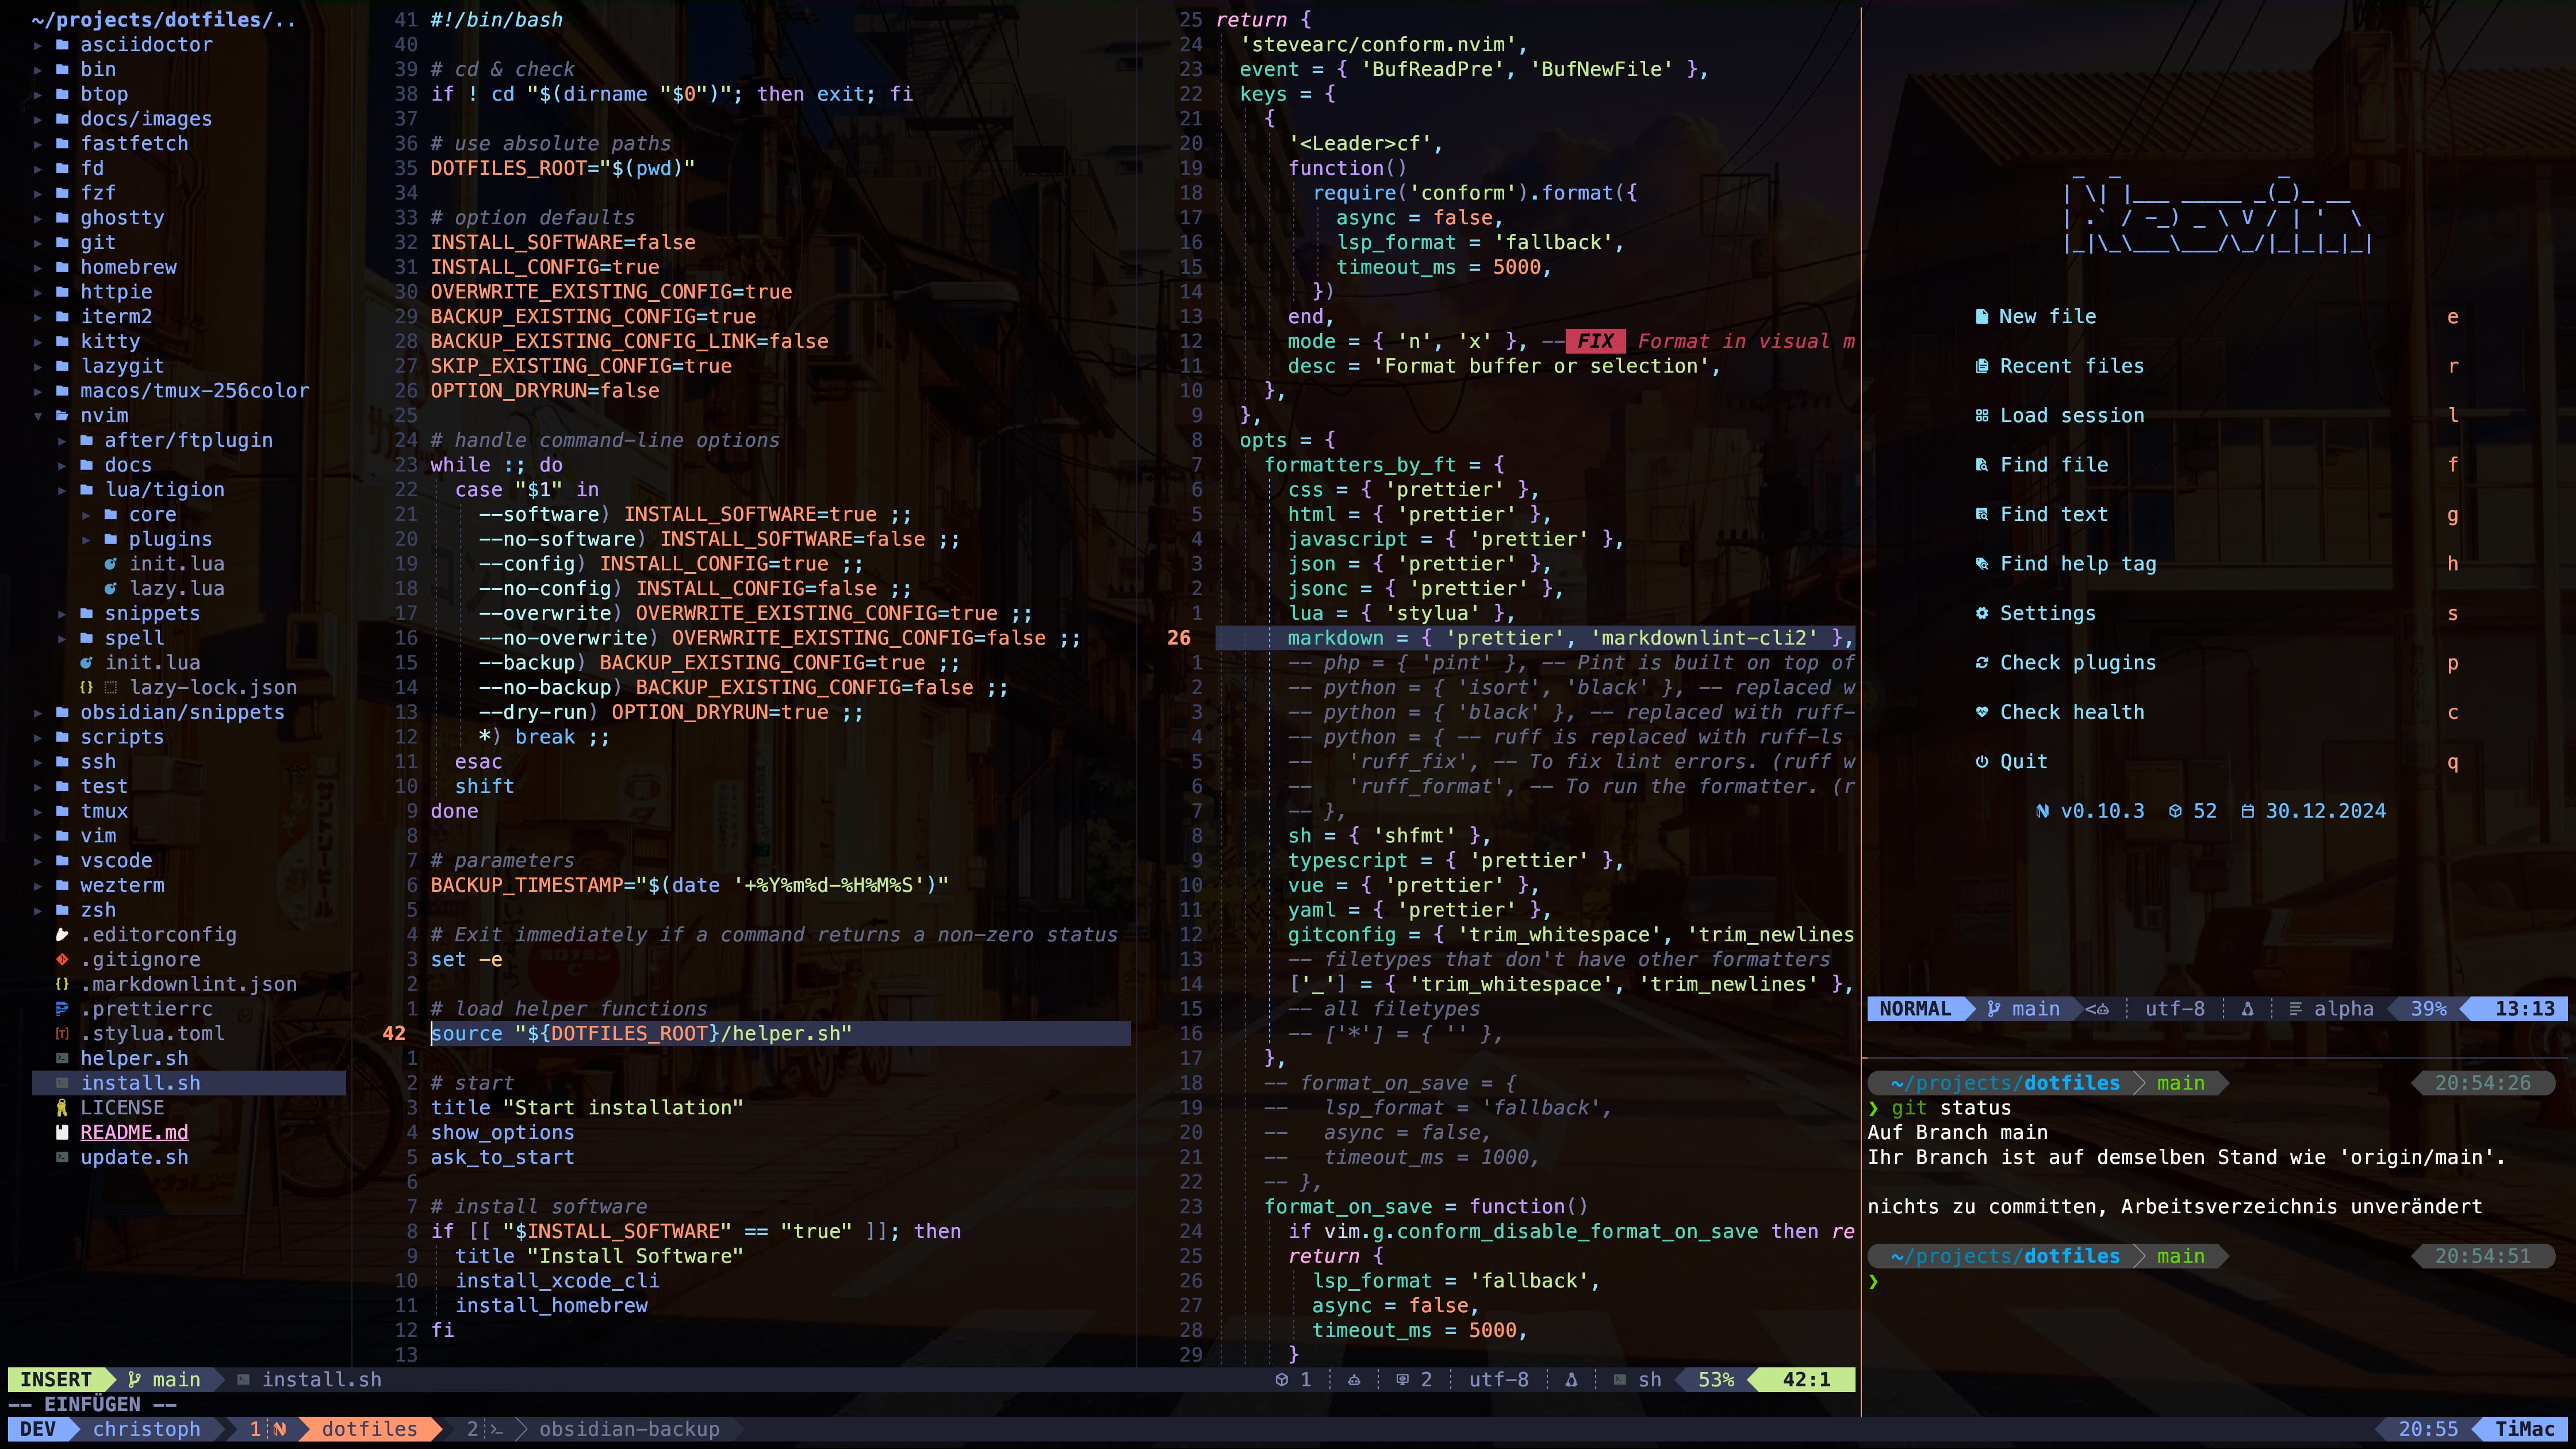 ~/projects/dotfiles/..
asciidoctor
bin
btop
docs/images
fastfetch
fd
fzf
ghostty
git
homebrew
httpie
iterm2
kitty
lazygit
macos/tmux-256color
nvim
after/ftplugin
docs
lua/tigion
core
plugins
init.lua
lazy.lua
snippets
spell
init.lua
{} lazy-lock.json
obsidian/snippets
scripts
ssh
test
tmux
vim
vscode
wezterm
zsh
.editorconfig
.gitignore
{} .markdownlint.json
.prettierrc
[T] .stylua.toml
helper.sh
install.sh
LICENSE
README.md
update.sh
41 #!/bin/bash
40
39 # cd & check
38 if ! cd "$(dirname "$0")"; then exit; fi
37
36 # use absolute paths
35 DOTFILES_ROOT="$(pwd)"
34
33 # option defaults
32 INSTALL_SOFTWARE=false
31 INSTALL_CONFIG=true
30 OVERWRITE_EXISTING_CONFIG=true
29 BACKUP_EXISTING_CONFIG=true
28 BACKUP_EXISTING_CONFIG_LINK=false
27 SKIP_EXISTING_CONFIG=true
26 OPTION_DRYRUN=false
25
24 # handle command-line options
23 while :; do
22 case "$1" in
21 --software) INSTALL_SOFTWARE=true ;;
20 --no-software) INSTALL_SOFTWARE=false ;;
19 --config) INSTALL_CONFIG=true ;;
18 --no-config) INSTALL_CONFIG=false ;;
17 --overwrite) OVERWRITE_EXISTING_CONFIG=true ;;
16 --no-overwrite) OVERWRITE_EXISTING_CONFIG=false ;;
15 --backup) BACKUP_EXISTING_CONFIG=true ;;
14 --no-backup) BACKUP_EXISTING_CONFIG=false ;;
13 --dry-run) OPTION_DRYRUN=true ;;
12 *) break ;;
11 esac
10 shift
9 done
8
7 # parameters
6 BACKUP_TIMESTAMP="$(date '+%Y%m%d-%H%M%S')"
5
4 # Exit immediately if a command returns a non-zero status
3 set -e
2
1 # load helper functions
42 source "${DOTFILES_ROOT}/helper.sh"
1
2 # start
3 title "Start installation"
4 show_options
5 ask_to_start
6
7 # install software
8 if [[ "$INSTALL_SOFTWARE" == "true" ]]; then
9 title "Install Software"
10 install_xcode_cli
11 install_homebrew
12 fi
13
25 return {
24 'stevearc/conform.nvim',
23 event = { 'BufReadPre', 'BufNewFile' },
22 keys = {
21 {
20 '<Leader>cf',
19 function()
18 require('conform').format({
17 async = false,
16 lsp_format = 'fallback',
15 timeout_ms = 5000,
14 })
13 end,
12 mode = { 'n', 'x' }, -- FIX Format in visual m
11 desc = 'Format buffer or selection',
10 },
9 },
8 opts = {
7 formatters_by_ft = {
6 css = { 'prettier' },
5 html = { 'prettier' },
4 javascript = { 'prettier' },
3 json = { 'prettier' },
2 jsonc = { 'prettier' },
1 lua = { 'stylua' },
26 markdown = { 'prettier', 'markdownlint-cli2' },
1 -- php = { 'pint' }, -- Pint is built on top of
2 -- python = { 'isort', 'black' }, -- replaced w
3 -- python = { 'black' }, -- replaced with ruff-
4 -- python = { -- ruff is replaced with ruff-ls
5 -- 'ruff_fix', -- To fix lint errors. (ruff w
6 -- 'ruff_format', -- To run the formatter. (r
7 -- },
8 sh = { 'shfmt' },
9 typescript = { 'prettier' },
10 vue = { 'prettier' },
11 yaml = { 'prettier' },
12 gitconfig = { 'trim_whitespace', 'trim_newlines
13 -- filetypes that don't have other formatters
14 ['_'] = { 'trim_whitespace', 'trim_newlines' },
15 -- all filetypes
16 -- ['*'] = { '' },
17 },
18 -- format_on_save = {
19 -- lsp_format = 'fallback',
20 -- async = false,
21 -- timeout_ms = 1000,
22 -- },
23 format_on_save = function()
24 if vim.g.conform_disable_format_on_save then re
25 return {
26 lsp_format = 'fallback',
27 async = false,
28 timeout_ms = 5000,
29 }
INSERT main install.sh 1 2 utf-8 sh 53% 42:1
-- EINFÜGEN --
New file e
Recent files r
Load session l
Find file f
Find text g
Find help tag h
Settings s
Check plugins p
Check health c
Quit q
v0.10.3 52 30.12.2024
NORMAL main < utf-8 alpha 39% 13:13
~/projects/dotfiles main 20:54:26
❯ git status
Auf Branch main
Ihr Branch ist auf demselben Stand wie 'origin/main'.
nichts zu committen, Arbeitsverzeichnis unverändert
~/projects/dotfiles main 20:54:51
❯
DEV christoph 1 dotfiles 2 obsidian-backup 20:55 TiMac